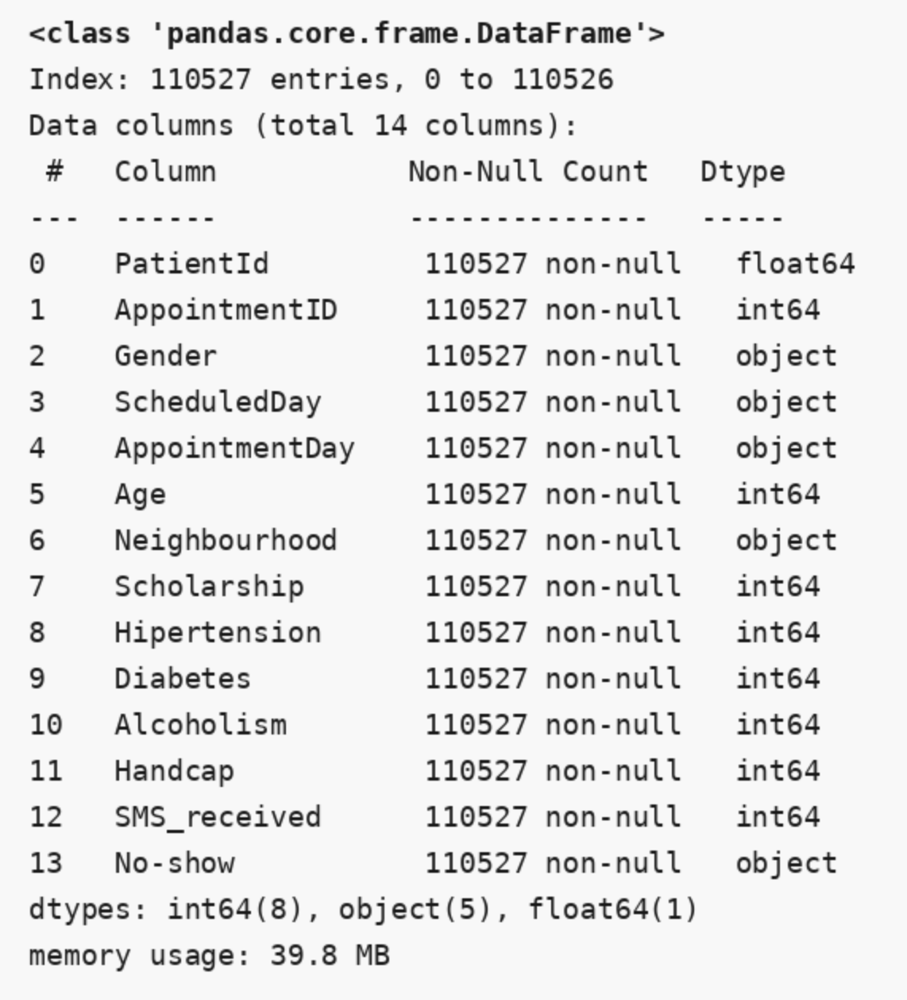 <class 'pandas.core.frame.DataFrame'>
Index: 110527 entries, 0 to 110526
Data columns (total 14 columns):
 #   Column           Non-Null Count   Dtype
---  ------           --------------   -----
0    PatientId         110527 non-null   float64
1    AppointmentID     110527 non-null   int64
2    Gender            110527 non-null   object
3    ScheduledDay      110527 non-null   object
4    AppointmentDay    110527 non-null   object
5    Age               110527 non-null   int64
6    Neighbourhood     110527 non-null   object
7    Scholarship       110527 non-null   int64
8    Hipertension      110527 non-null   int64
9    Diabetes          110527 non-null   int64
10   Alcoholism        110527 non-null   int64
11   Handcap           110527 non-null   int64
12   SMS_received      110527 non-null   int64
13   No-show           110527 non-null   object
dtypes: int64(8), object(5), float64(1)
memory usage: 39.8 MB